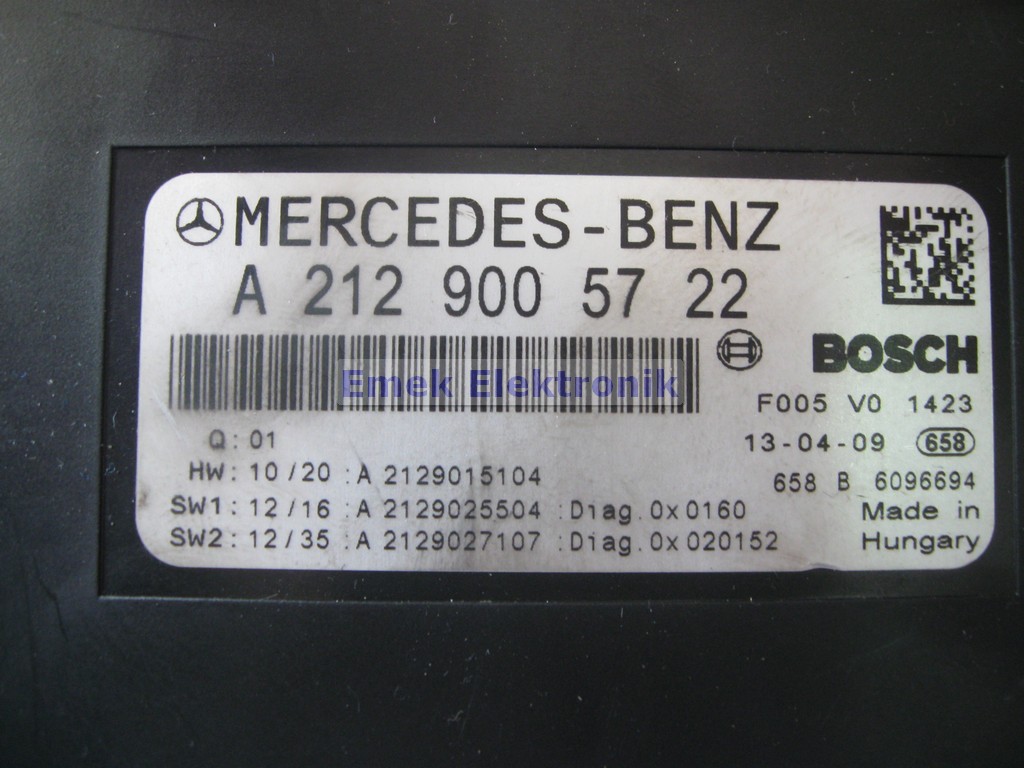 MERCEDES-BENZ
A 212 900 57 22
Emek Elektronik
BOSCH
F005 V0 1423
Q: 01
13-04-09 658
HW: 10/20 :A 2129015104
658 B 6096694
SW1: 12/16 :A 2129025504 :Diag.0x0160
Made in
SW2: 12/35 :A 2129027107 :Diag.0x020152
Hungary